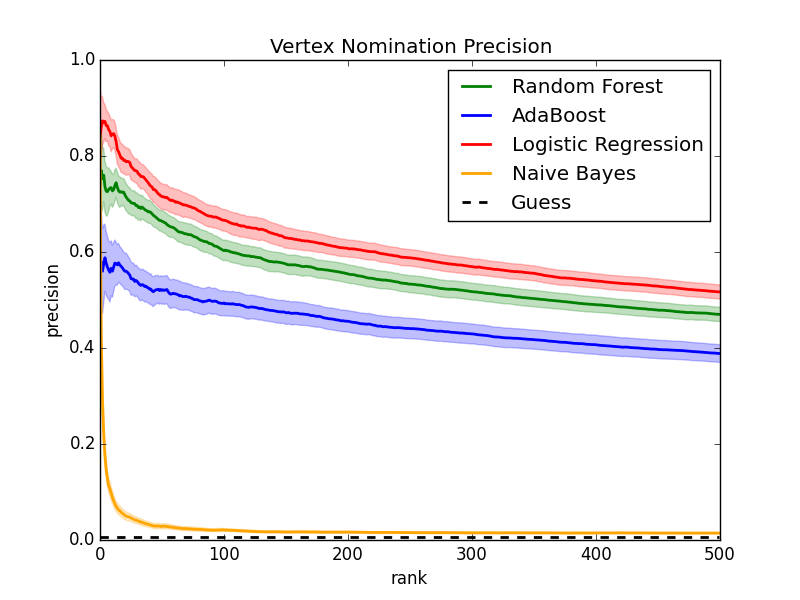 Vertex Nomination Precision
1.0
0.8
0.6
0.4
0.2
0.0
precision
Random Forest
AdaBoost
Logistic Regression
Naive Bayes
Guess
0
100
200
300
400
500
rank